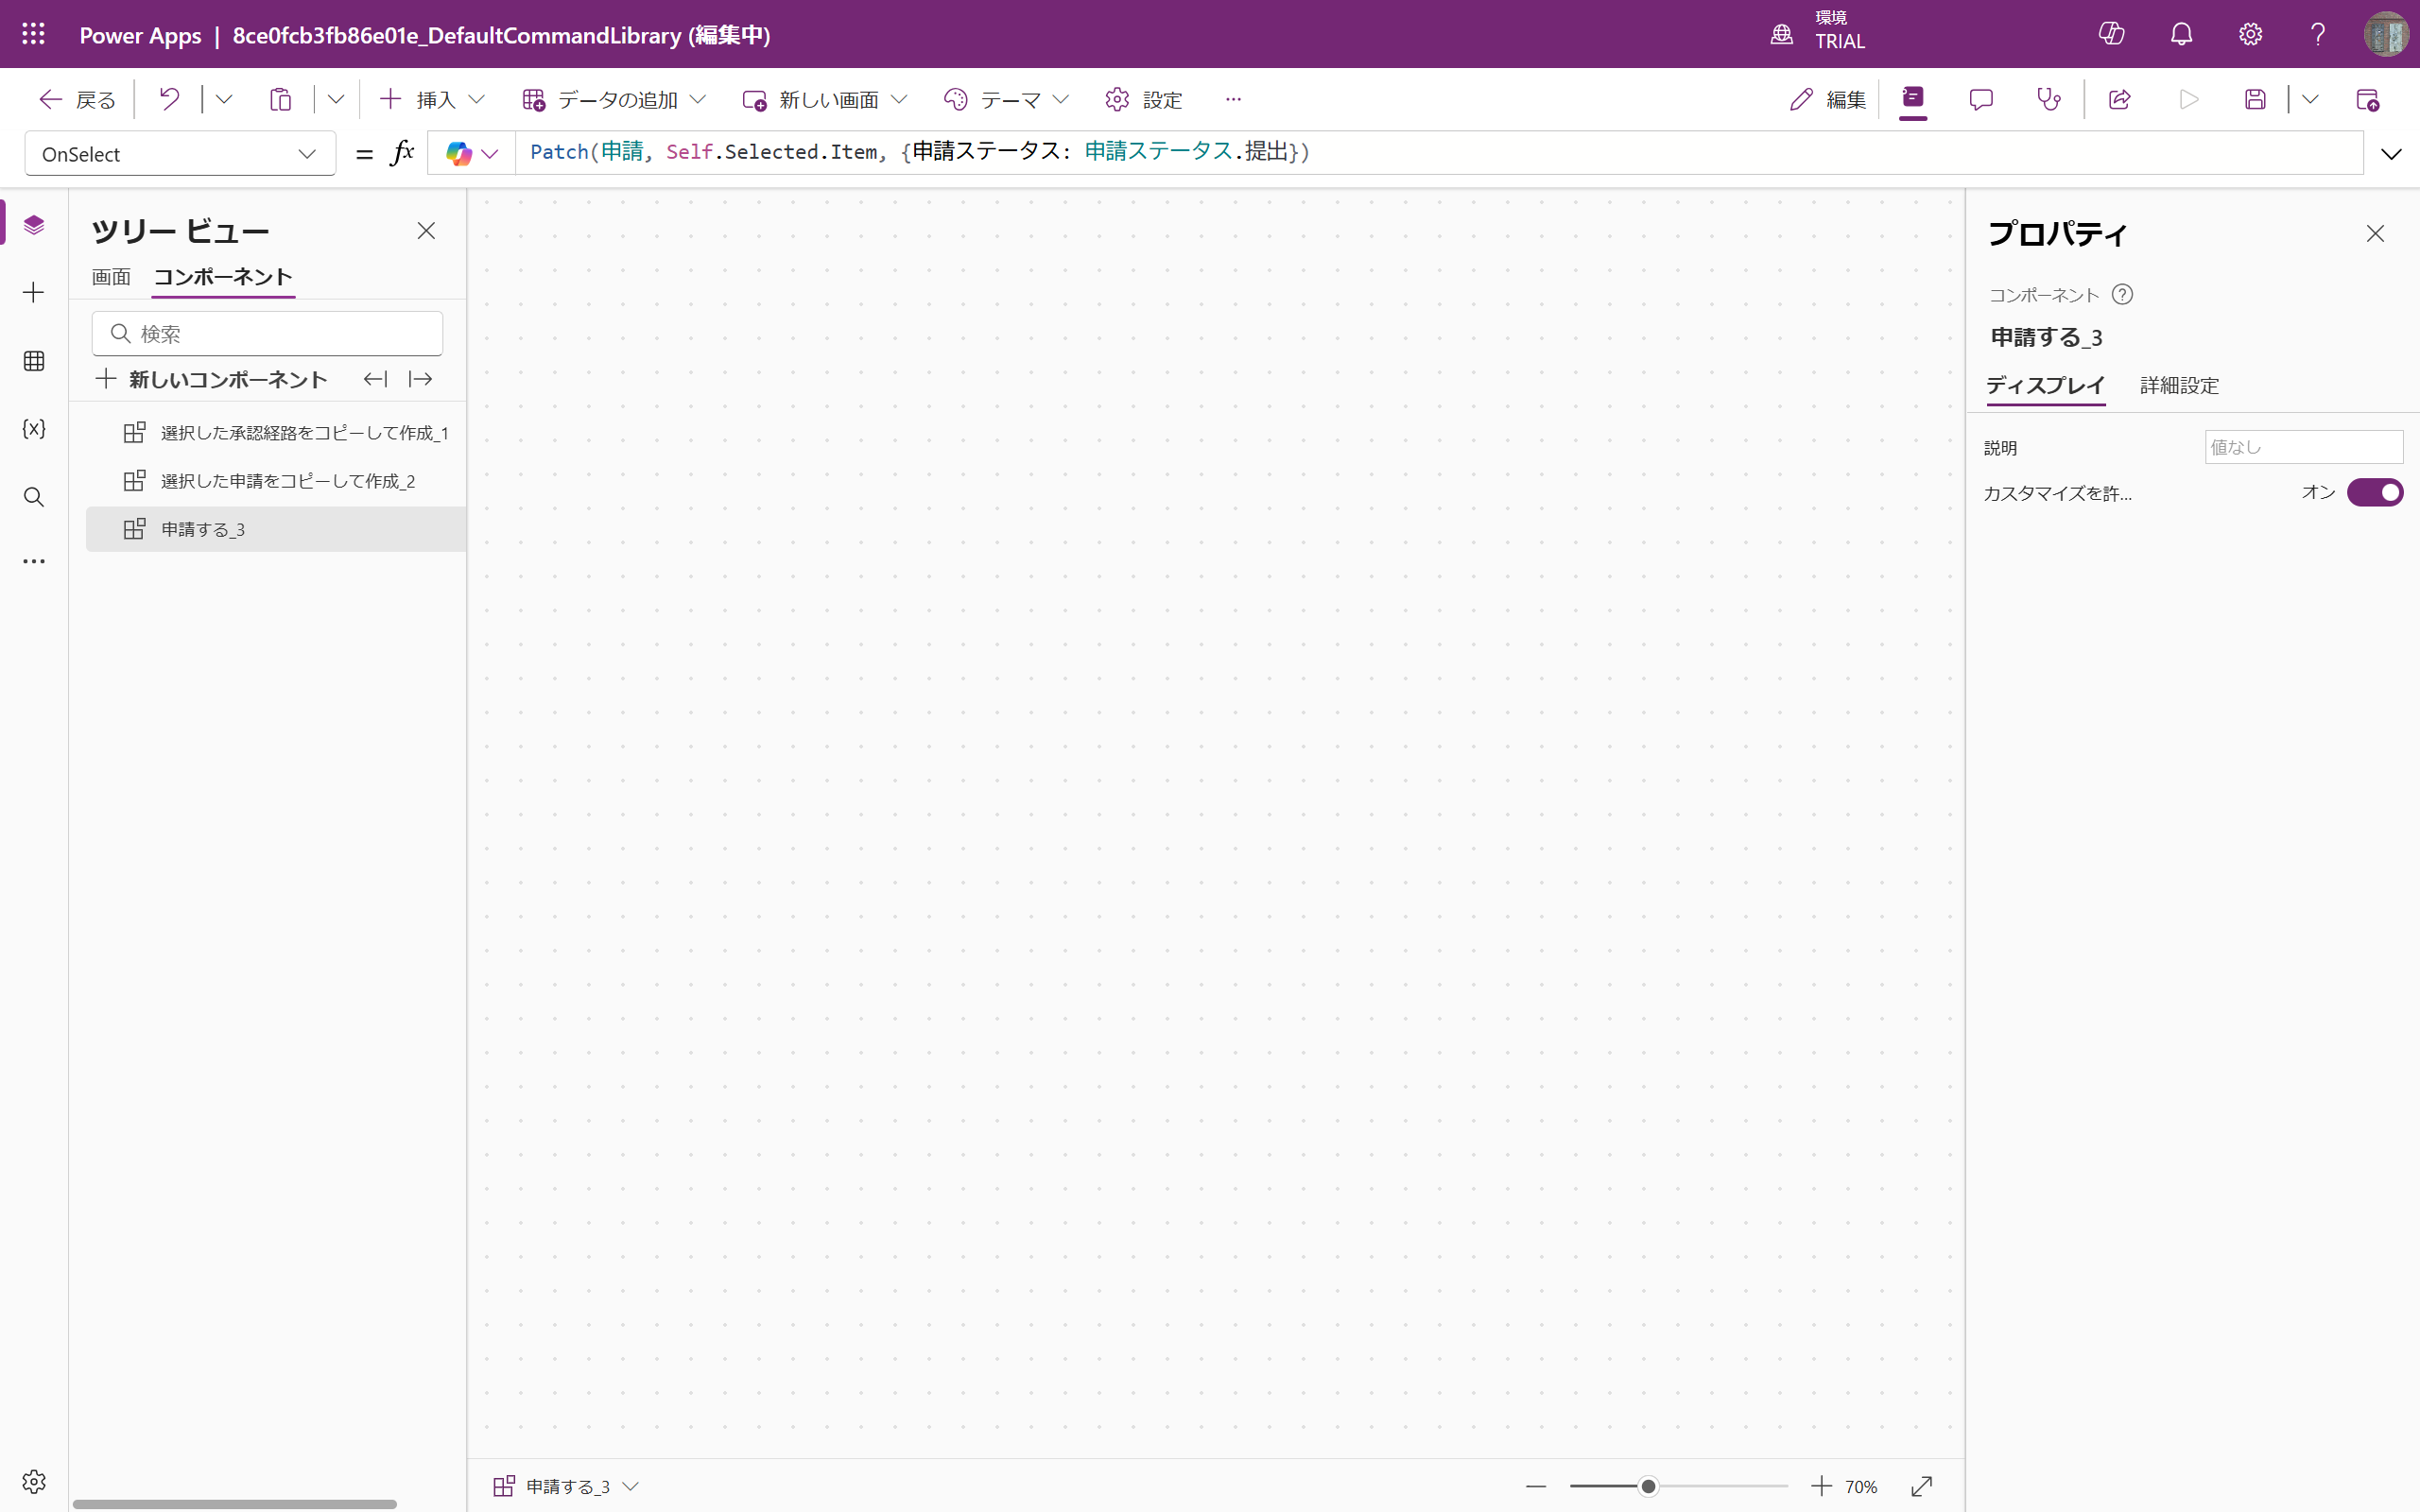 Power Apps | 8ce0fcb3fb86e01e_DefaultCommandLibrary (編集中)
環境
TRIAL
戻る
挿入
データの追加
新しい画面
テーマ
設定
編集
OnSelect
= fx
Patch(申請, Self.Selected.Item, {申請ステータス: 申請ステータス.提出})
ツリー ビュー
画面
コンポーネント
検索
新しいコンポーネント
選択した承認経路をコピーして作成_1
選択した申請をコピーして作成_2
申請する_3
プロパティ
コンポーネント
申請する_3
ディスプレイ
詳細設定
説明
値なし
カスタマイズを許...
オン
申請する_3
70%